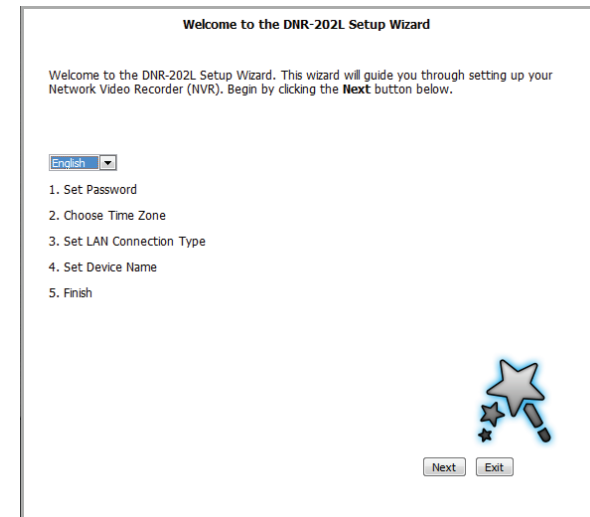 Welcome to the DNR-202L Setup Wizard
Welcome to the DNR-202L Setup Wizard. This wizard will guide you through setting up your
Network Video Recorder (NVR). Begin by clicking the Next button below.
English
1. Set Password
2. Choose Time Zone
3. Set LAN Connection Type
4. Set Device Name
5. Finish
Next Exit